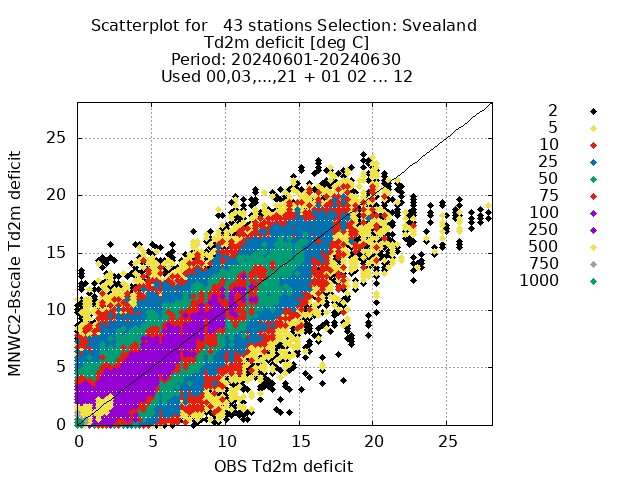 Scatterplot for   43 stations Selection: Svealand
Td2m deficit [deg C]
Period: 20240601-20240630
Used 00,03,...,21 + 01 02 ... 12
MNWC2-Bscale Td2m deficit
25
20
15
10
5
0
0 5 10 15 20 25
OBS Td2m deficit
2
5
10
25
50
75
100
250
500
750
1000